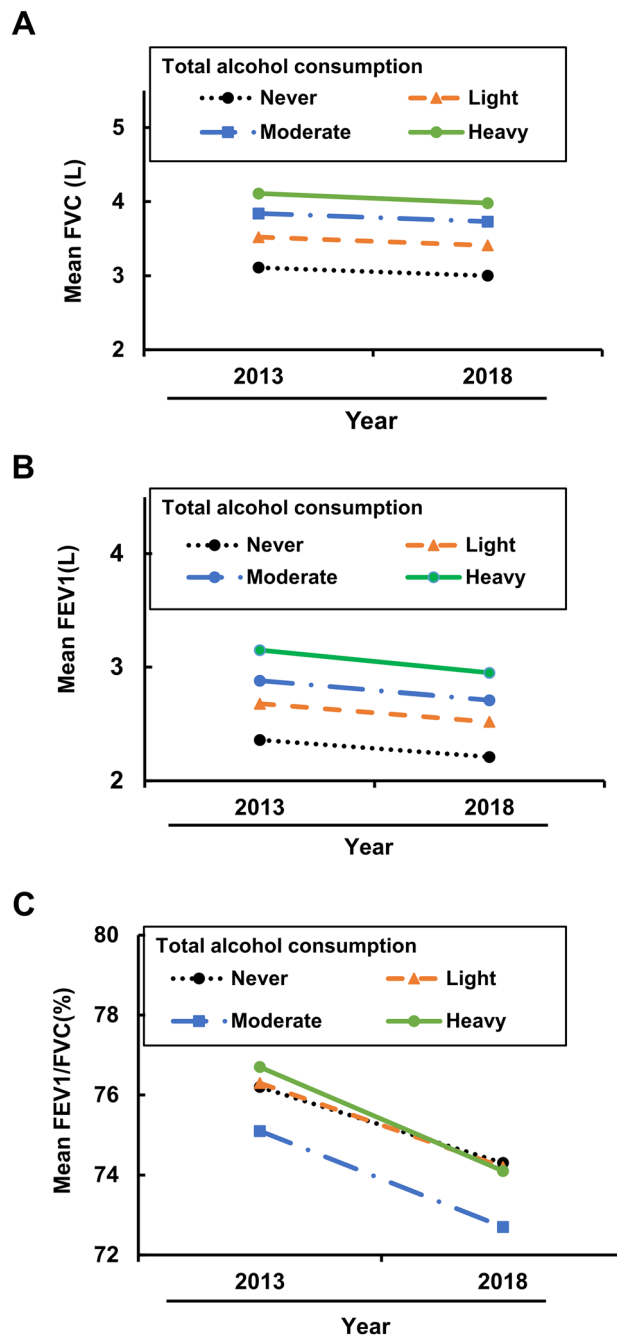 A
Total alcohol consumption
Never Light
Moderate Heavy
Mean FVC (L)
5
4
3
2
2013 2018
Year
B
Total alcohol consumption
Never Light
Moderate Heavy
Mean FEV1(L)
4
3
2
2013 2018
Year
C
Total alcohol consumption
Never Light
Moderate Heavy
Mean FEV1/FVC(%)
80
78
76
74
72
2013 2018
Year